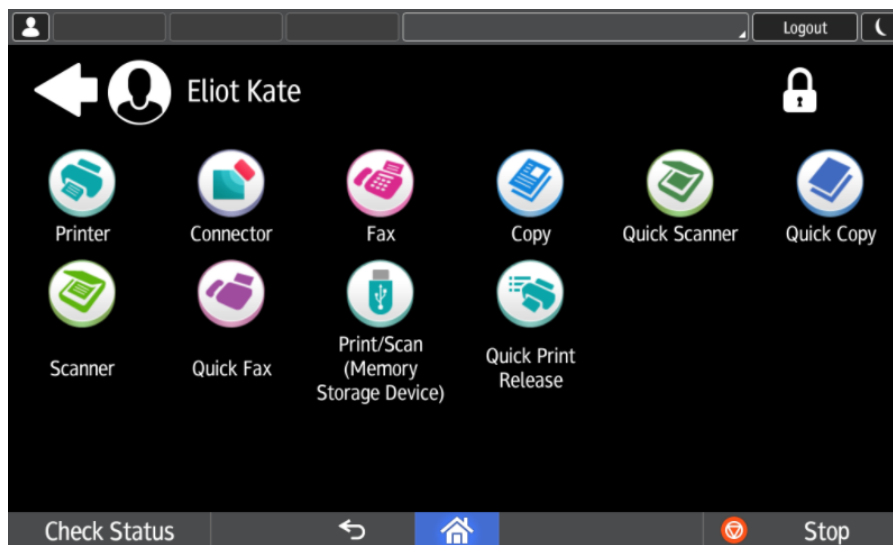 Logout
Eliot Kate
Printer
Connector
Fax
Copy
Quick Scanner
Quick Copy
Scanner
Quick Fax
Print/Scan
(Memory
Storage Device)
Quick Print
Release
Check Status
Stop